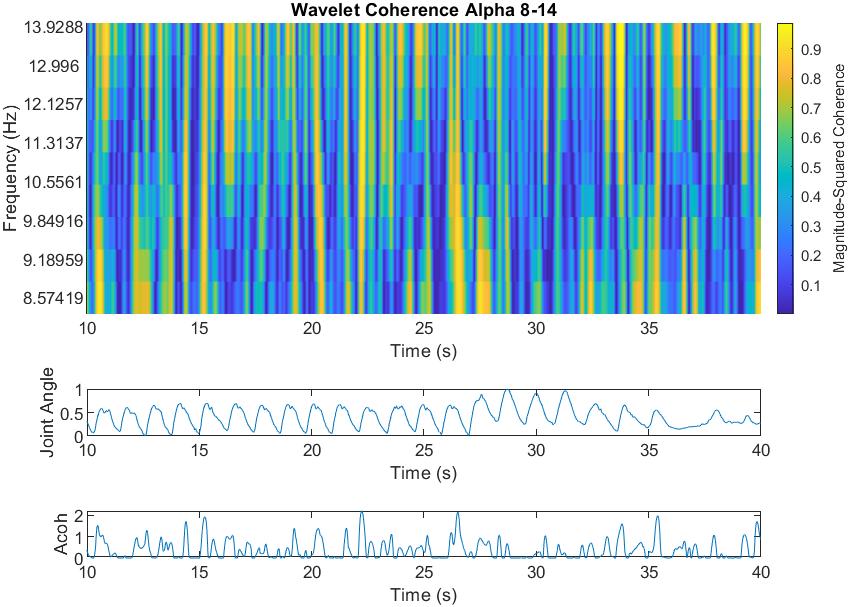 Wavelet Coherence Alpha 8-14
Frequency (Hz)
13.9288
12.996
12.1257
11.3137
10.5561
9.84916
9.18959
8.57419
10 15 20 25 30 35
Time (s)
0.9
0.8
0.7
0.6
0.5
0.4
0.3
0.2
0.1
Magnitude-Squared Coherence
Joint Angle
1
0.5
0
10 15 20 25 30 35 40
Time (s)
Acoh
2
1
0
10 15 20 25 30 35 40
Time (s)